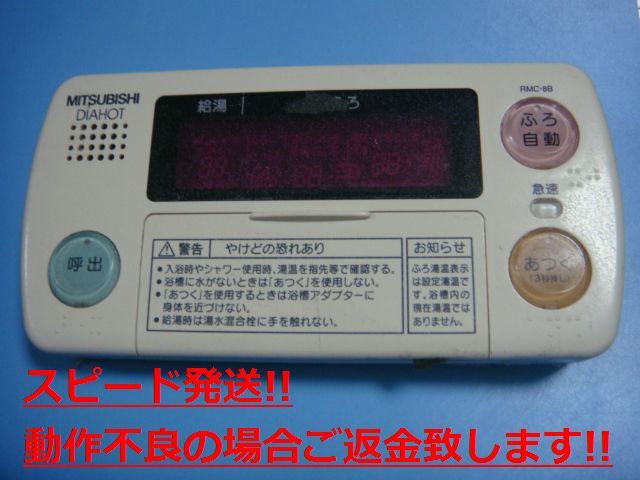 MITSUBISHI
DIAHOT
給湯
ふろ
RMC-8B
ふろ
自動
急速
呼出
あつく
(3秒押し)
警告 やけどの恐れあり
●入浴時やシャワー使用時、湯温を指先等で確認する。
●浴槽に水がないときは「あつく」を使用しない。
●「あつく」を使用するときは浴槽アダプターに
身体を近づけない。
●給湯時は湯水混合栓に手を触れない。
お知らせ
ふろ湯温表示
は設定湯温で
す。浴槽内の
現在湯温では
ありません。
スピード発送!!
動作不良の場合ご返金致します!!